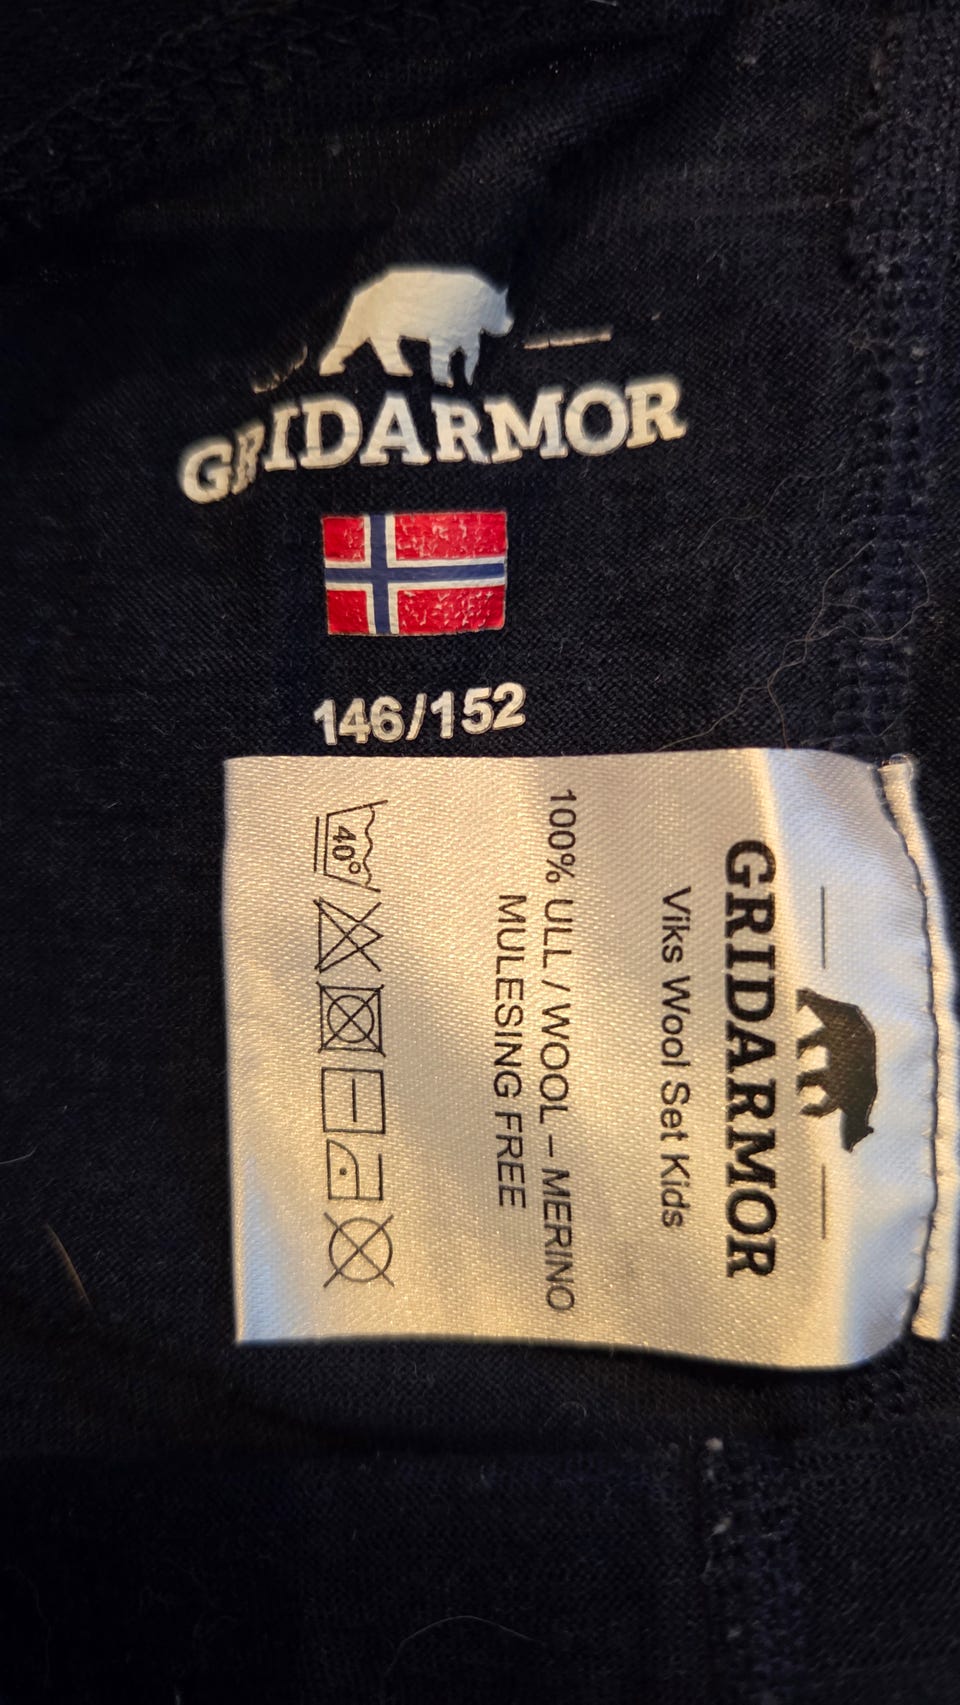 GRIDARMOR
146/152
GRIDARMOR
Viks Wool Set Kids
100% ULL / WOOL – MERINO
MULESING FREE
40°